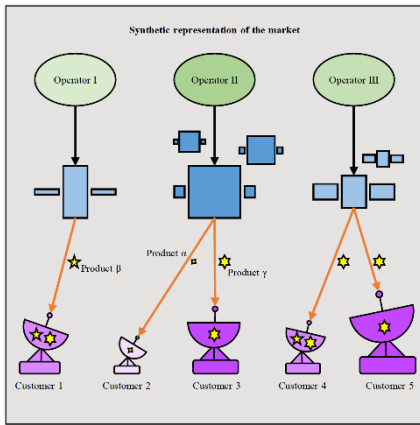 Synthetic representation of the market
Operator I
Operator II
Operator III
Product β
Product α
Product γ
Customer 1
Customer 2
Customer 3
Customer 4
Customer 5